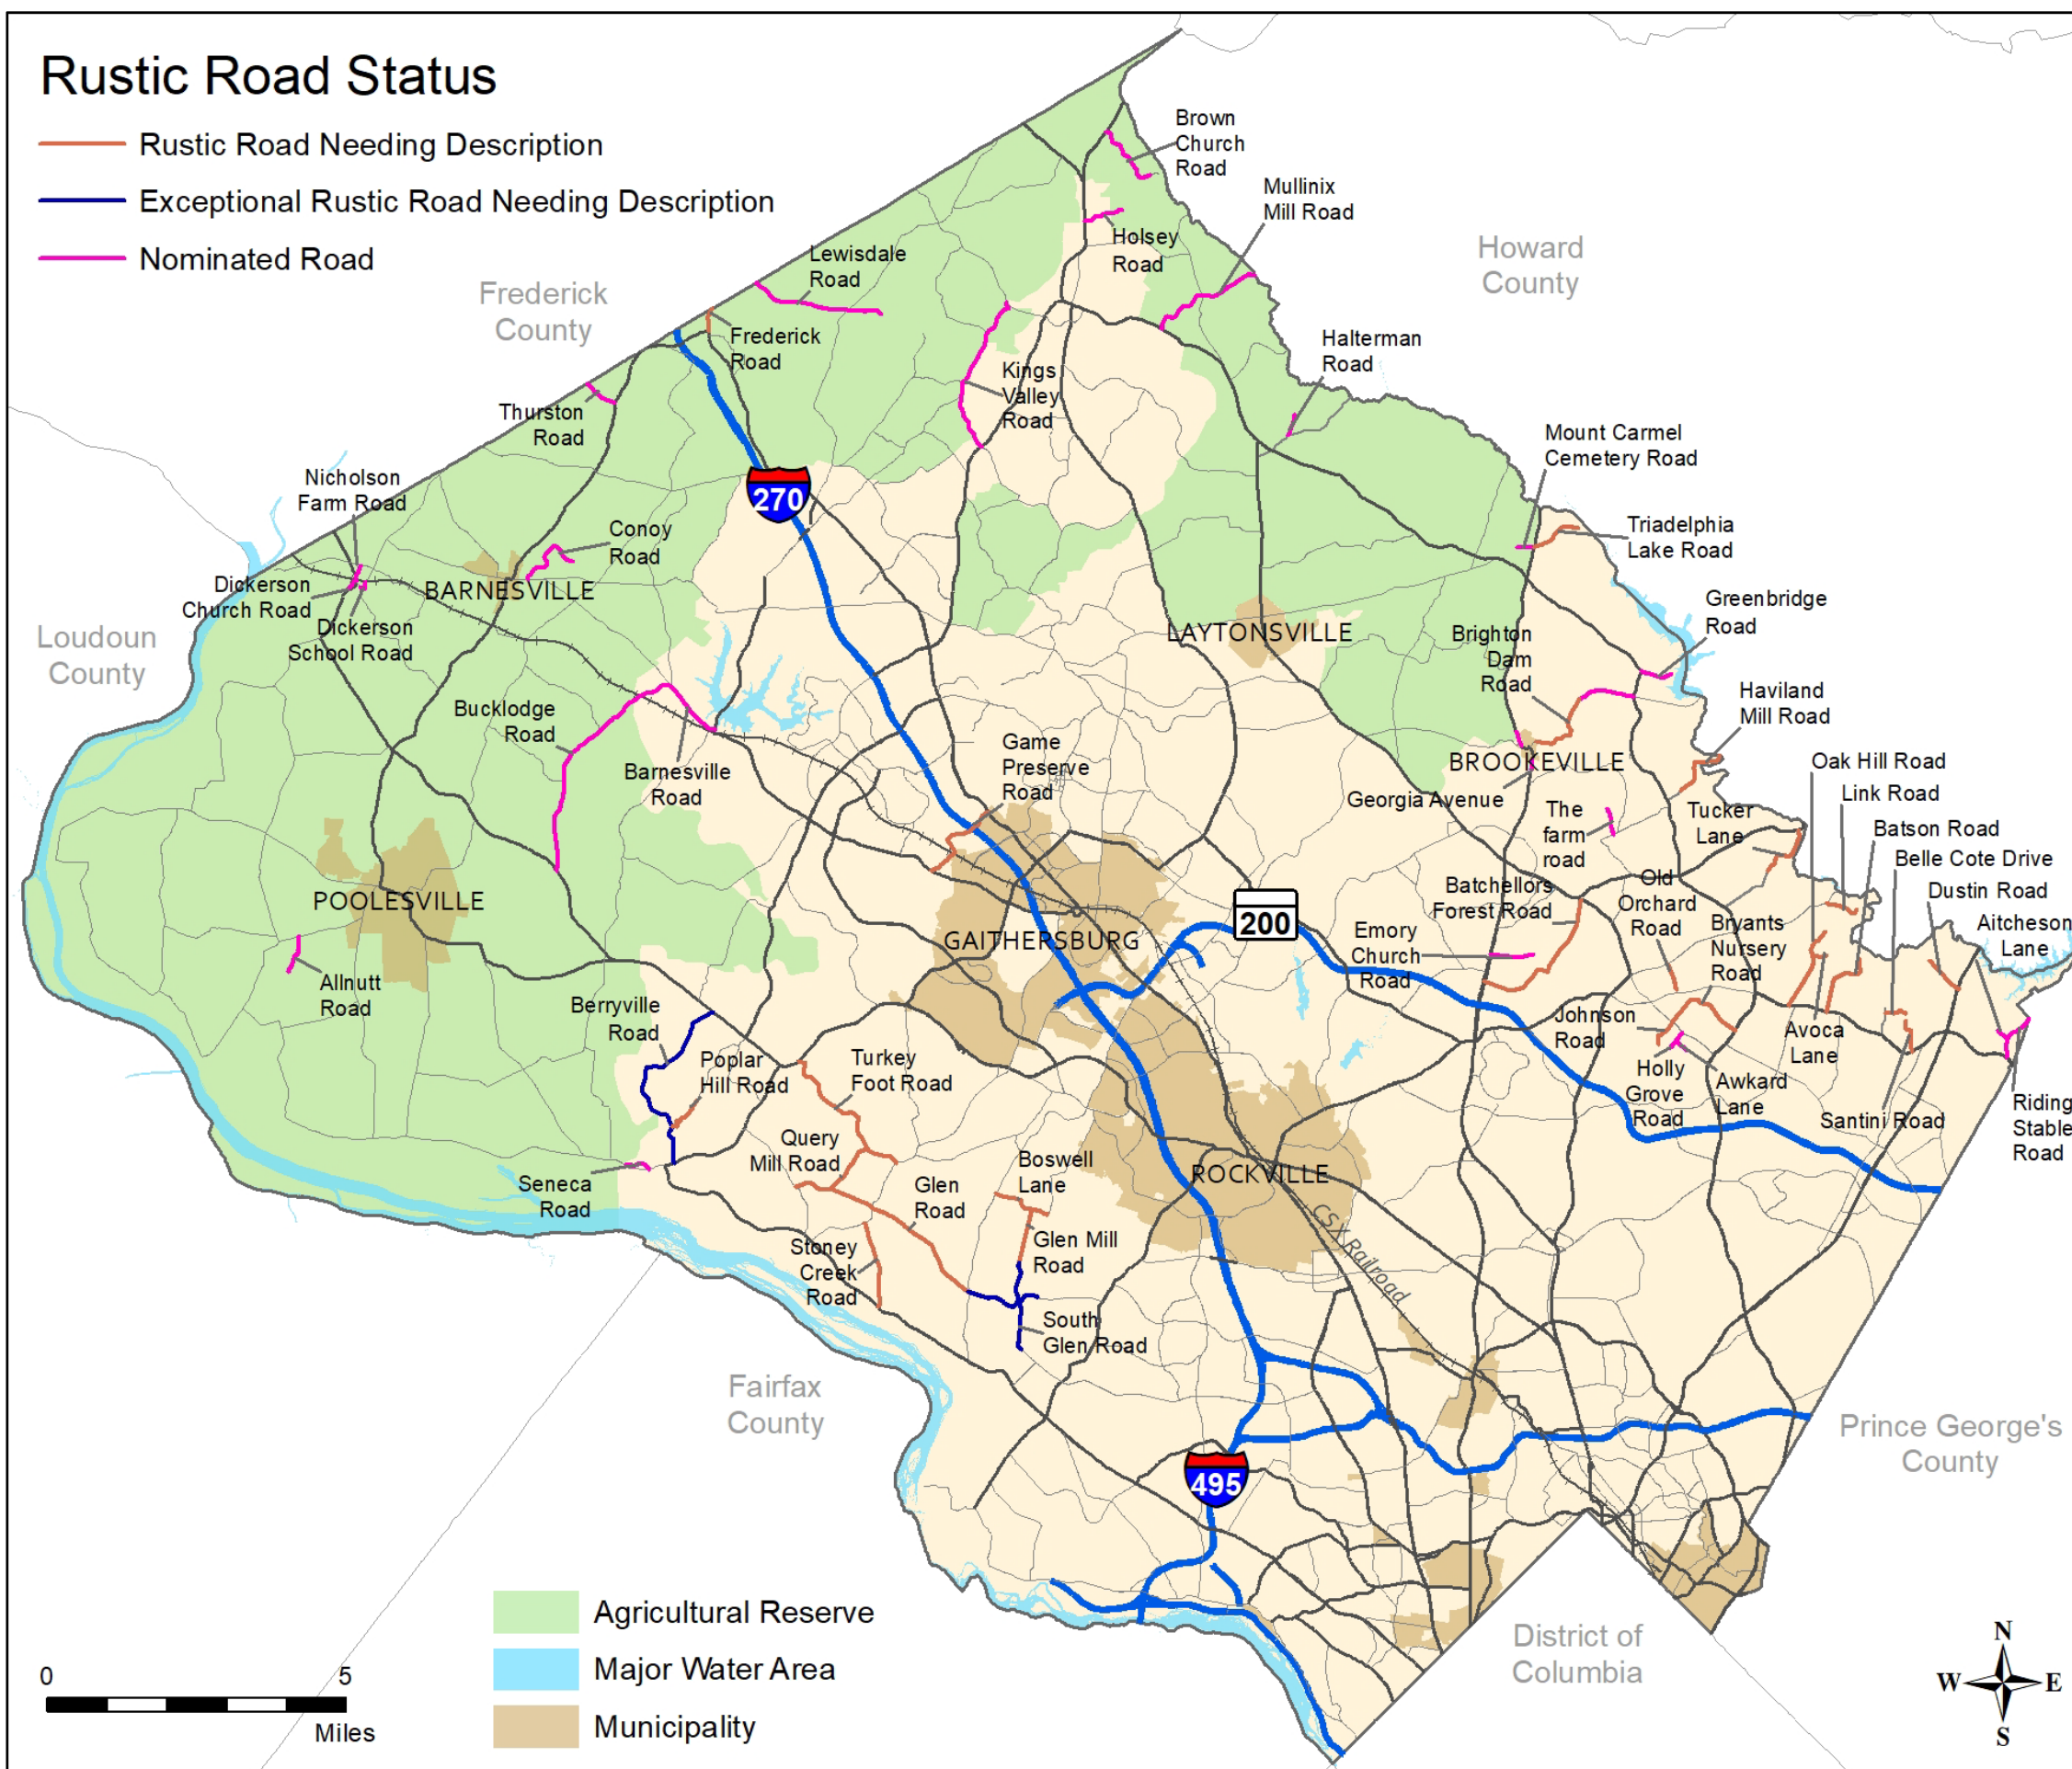 Rustic Road Status
Rustic Road Needing Description
Exceptional Rustic Road Needing Description
Nominated Road
Brown
Church
Road
Mullinix
Mill Road
Holsey
Road
Howard
County
Lewisdale
Road
Frederick
County
Frederick
Road
Halterman
Road
Kings
Valley
Road
Thurston
Road
Mount Carmel
Cemetery Road
Nicholson
Farm Road
270
Triadelphia
Lake Road
Conoy
Road
Dickerson
Church Road
BARNESVILLE
Greenbridge
Road
Dickerson
School Road
Loudoun
County
LAYTONSVILLE
Brighton
Dam
Road
Haviland
Mill Road
Bucklodge
Road
Game
Preserve
Road
Barnesville
Road
BROOKEVILLE
Oak Hill Road
Georgia Avenue
Link Road
The
farm
road
Tucker
Lane
Batson Road
Belle Cote Drive
Dustin Road
POOLESVILLE
Batchellors
Forest Road
Old
Orchard
Road
200
Aitcheson
Lane
GAITHERSBURG
Emory
Church
Road
Bryants
Nursery
Road
Allnutt
Road
Berryville
Road
Johnson
Road
Avoca
Lane
Poplar
Hill Road
Turkey
Foot Road
Holly
Grove
Road
Awkard
Lane
Santini Road
Riding
Stable
Road
Query
Mill Road
Boswell
Lane
ROCKVILLE
Seneca
Road
Glen
Road
CSX Railroad
Stoney
Creek
Road
Glen Mill
Road
South
Glen Road
Fairfax
County
Prince George's
County
495
Agricultural Reserve
Major Water Area
Municipality
District of
Columbia
0 5
Miles
N
W E
S